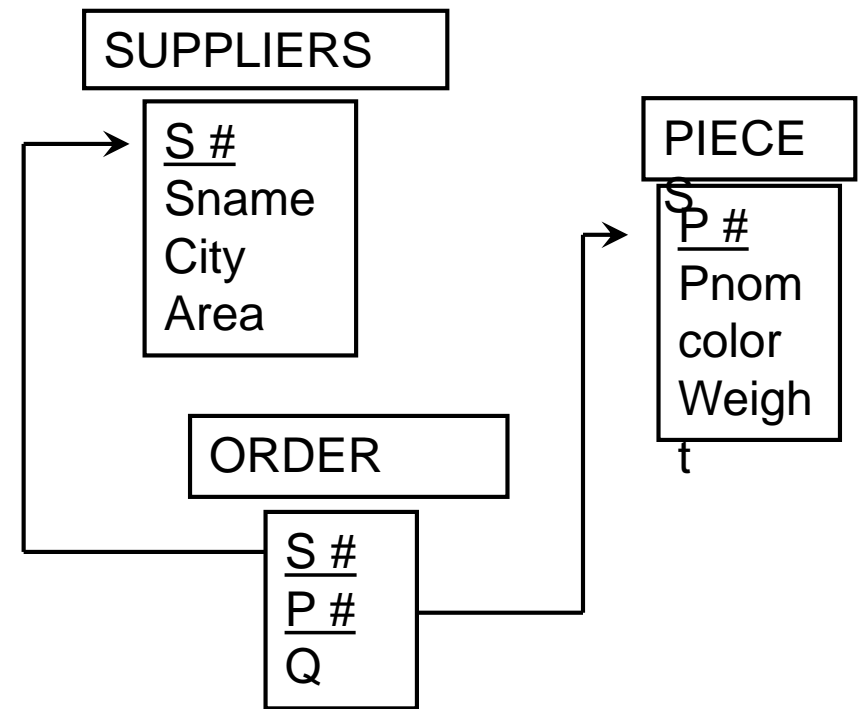 SUPPLIERS
S #
Sname
City
Area
PIECE
S
P #
Pnom
color
Weigh
t
ORDER
S #
P #
Q